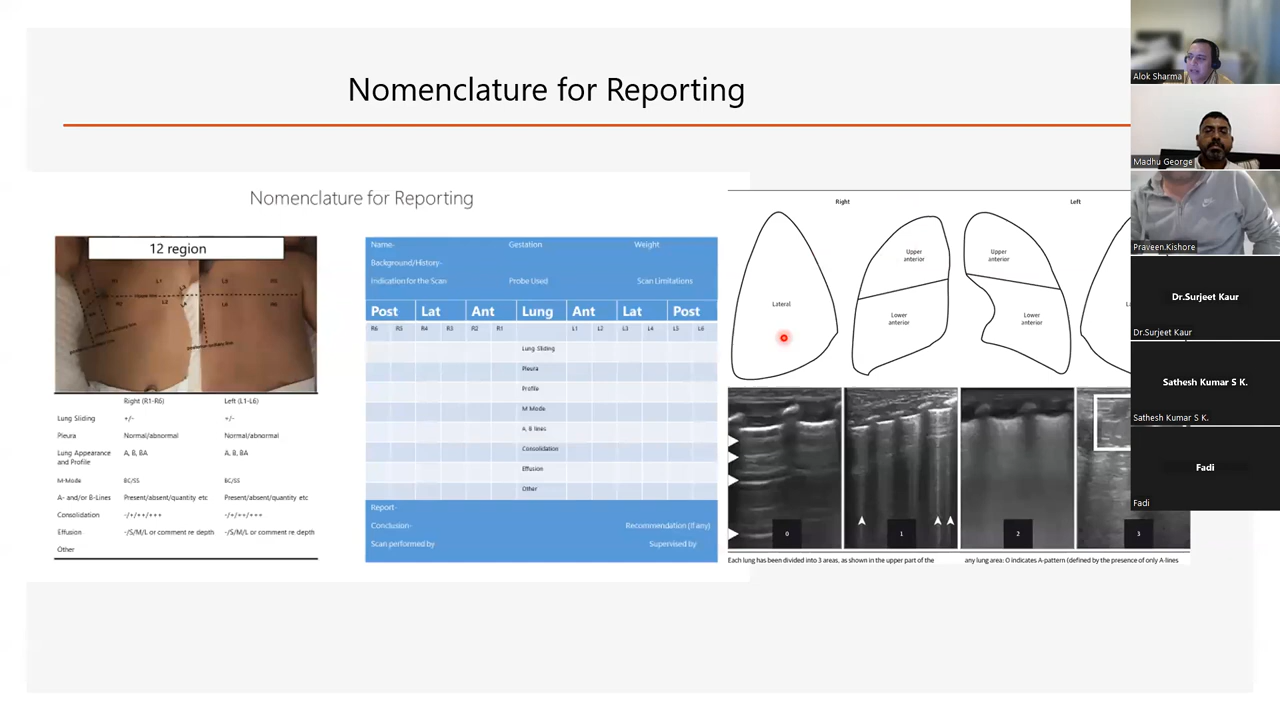 Nomenclature for Reporting
Nomenclature for Reporting
12 region
Right (R1-R6) Left (L1-L6)
Lung Sliding +/- +/-
Pleura Normal/abnormal Normal/abnormal
Lung Appearance and Profile A, B, BA A, B, BA
M-Mode BC/SS BC/SS
A- and/or B-Lines Present/absent/quantity etc Present/absent/quantity etc
Consolidation -/+/++/+++ -/+/++/+++
Effusion -/S/M/L or comment re depth -/S/M/L or comment re depth
Other
Name- Gestation Weight
Background/History-
Indication for the Scan- Probe Used Scan Limitations
Post Lat Ant Lung Ant Lat Post
R6 R5 R4 R3 R2 R1 L1 L2 L3 L4 L5 L6
Lung Sliding
Pleura
Profile
M Mode
A, B lines
Consolidation
Effusion
Other
Report-
Conclusion- Recommendation (If any)
Scan performed by Supervised by
Right Left
Upper anterior
Upper anterior
Lateral
Lower anterior
Lower anterior
0 1 2 3
Each lung has been divided into 3 areas, as shown in the upper part of the
any lung area: 0 indicates A-pattern (defined by the presence of only A-lines
Alok Sharma
Madhu George
Praveen.Kishore
Dr.Surjeet Kaur
Dr.Surjeet Kaur
Sathesh Kumar S K.
Sathesh Kumar S K.
Fadi
Fadi